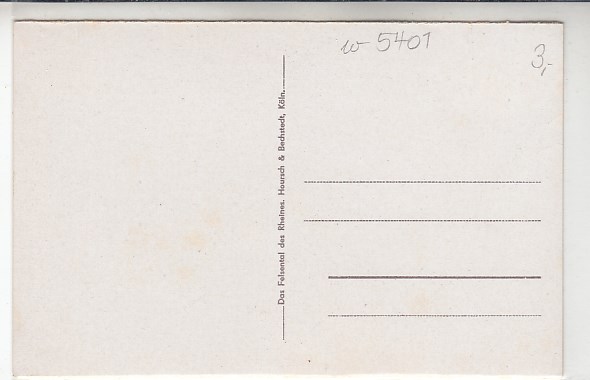 w 5401
3,-
Das Felsental des Rheines. Hoursch & Bechstedt, Köln.